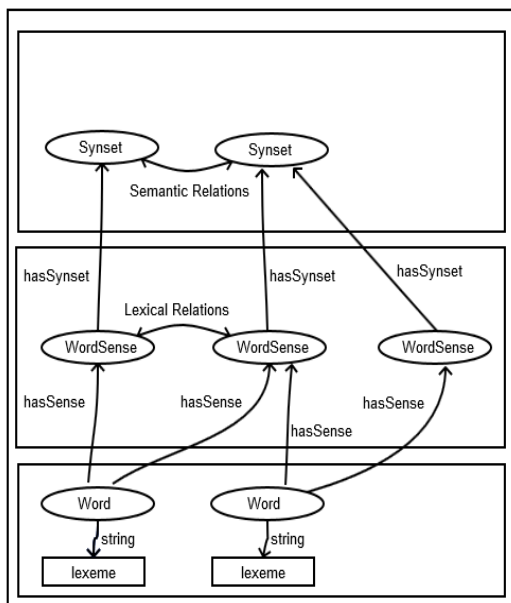 Synset
Synset
Semantic Relations
hasSynset
hasSynset
hasSynset
Lexical Relations
WordSense
WordSense
WordSense
hasSense
hasSense
hasSense
hasSense
Word
Word
string
string
lexeme
lexeme